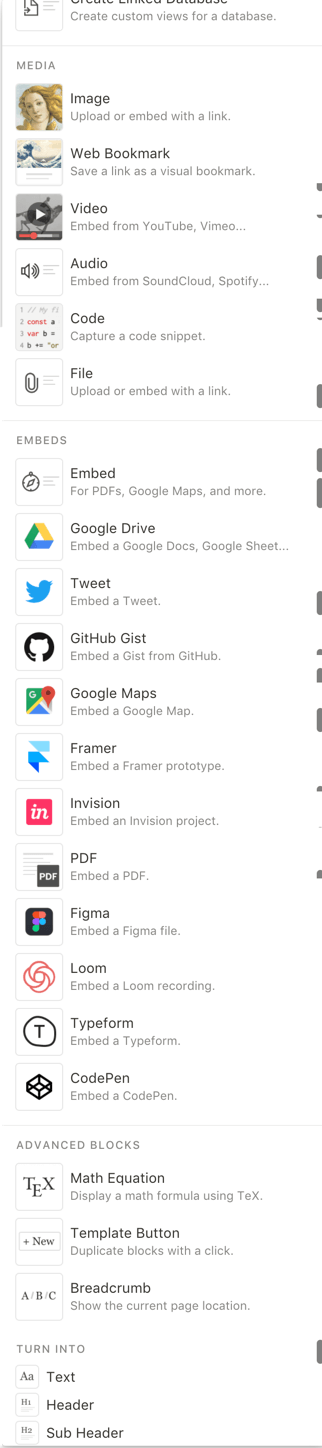 Create Linked Database
Create custom views for a database.
MEDIA
Image
Upload or embed with a link.
Web Bookmark
Save a link as a visual bookmark.
Video
Embed from YouTube, Vimeo...
Audio
Embed from SoundCloud, Spotify...
1 // My fi
2 const a
3 var b =
4 b += "or
Code
Capture a code snippet.
File
Upload or embed with a link.
EMBEDS
Embed
For PDFs, Google Maps, and more.
Google Drive
Embed a Google Docs, Google Sheet...
Tweet
Embed a Tweet.
GitHub Gist
Embed a Gist from GitHub.
G
Google Maps
Embed a Google Map.
Framer
Embed a Framer prototype.
in
Invision
Embed an Invision project.
PDF
PDF
Embed a PDF.
Figma
Embed a Figma file.
Loom
Embed a Loom recording.
T
Typeform
Embed a Typeform.
CodePen
Embed a CodePen.
ADVANCED BLOCKS
TEX
Math Equation
Display a math formula using TeX.
+ New
Template Button
Duplicate blocks with a click.
A/B/C
Breadcrumb
Show the current page location.
TURN INTO
Aa Text
H1 Header
H2 Sub Header